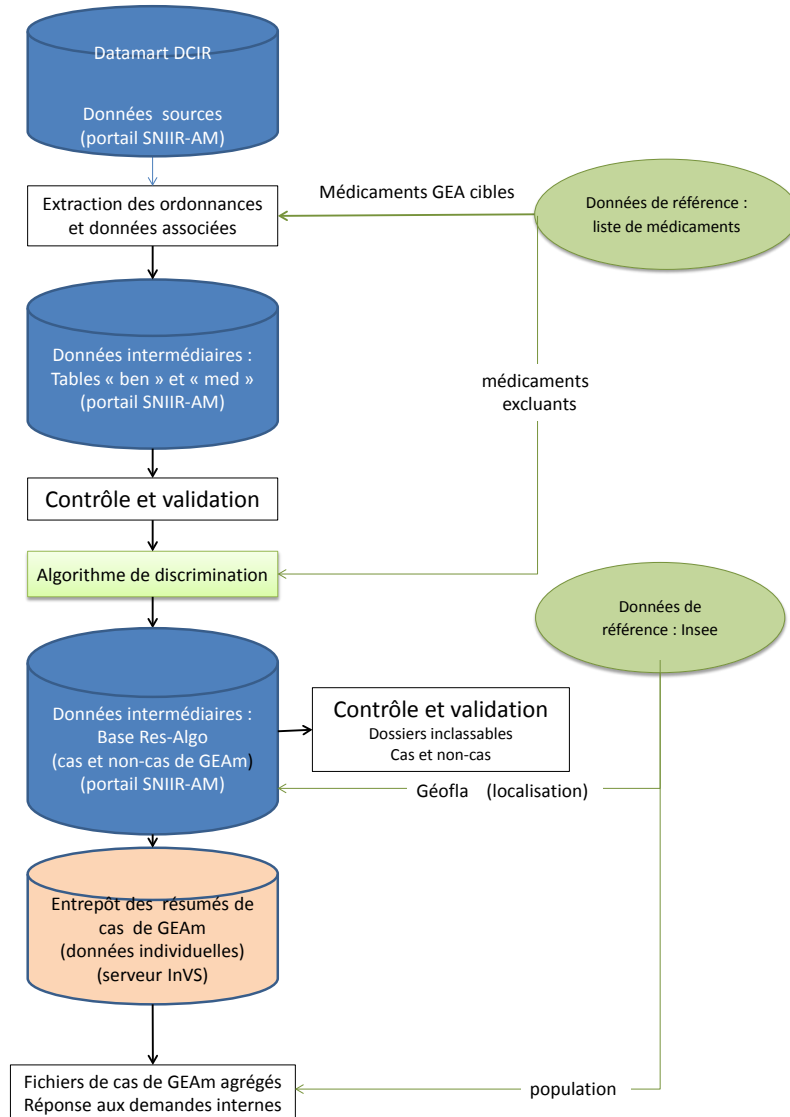 Datamart DCIR
Données sources
(portail SNIIR-AM)
Extraction des ordonnances
et données associées
Médicaments GEA cibles
Données de référence :
liste de médicaments
Données intermédiaires :
Tables « ben » et « med »
(portail SNIIR-AM)
médicaments
excluants
Contrôle et validation
Algorithme de discrimination
Données de
référence : Insee
Données intermédiaires :
Base Res-Algo
(cas et non-cas de GEAm)
(portail SNIIR-AM)
Contrôle et validation
Dossiers inclassables
Cas et non-cas
Géofla (localisation)
Entrepôt des résumés de
cas de GEAm
(données individuelles)
(serveur InVS)
Fichiers de cas de GEAm agrégés
Réponse aux demandes internes
population